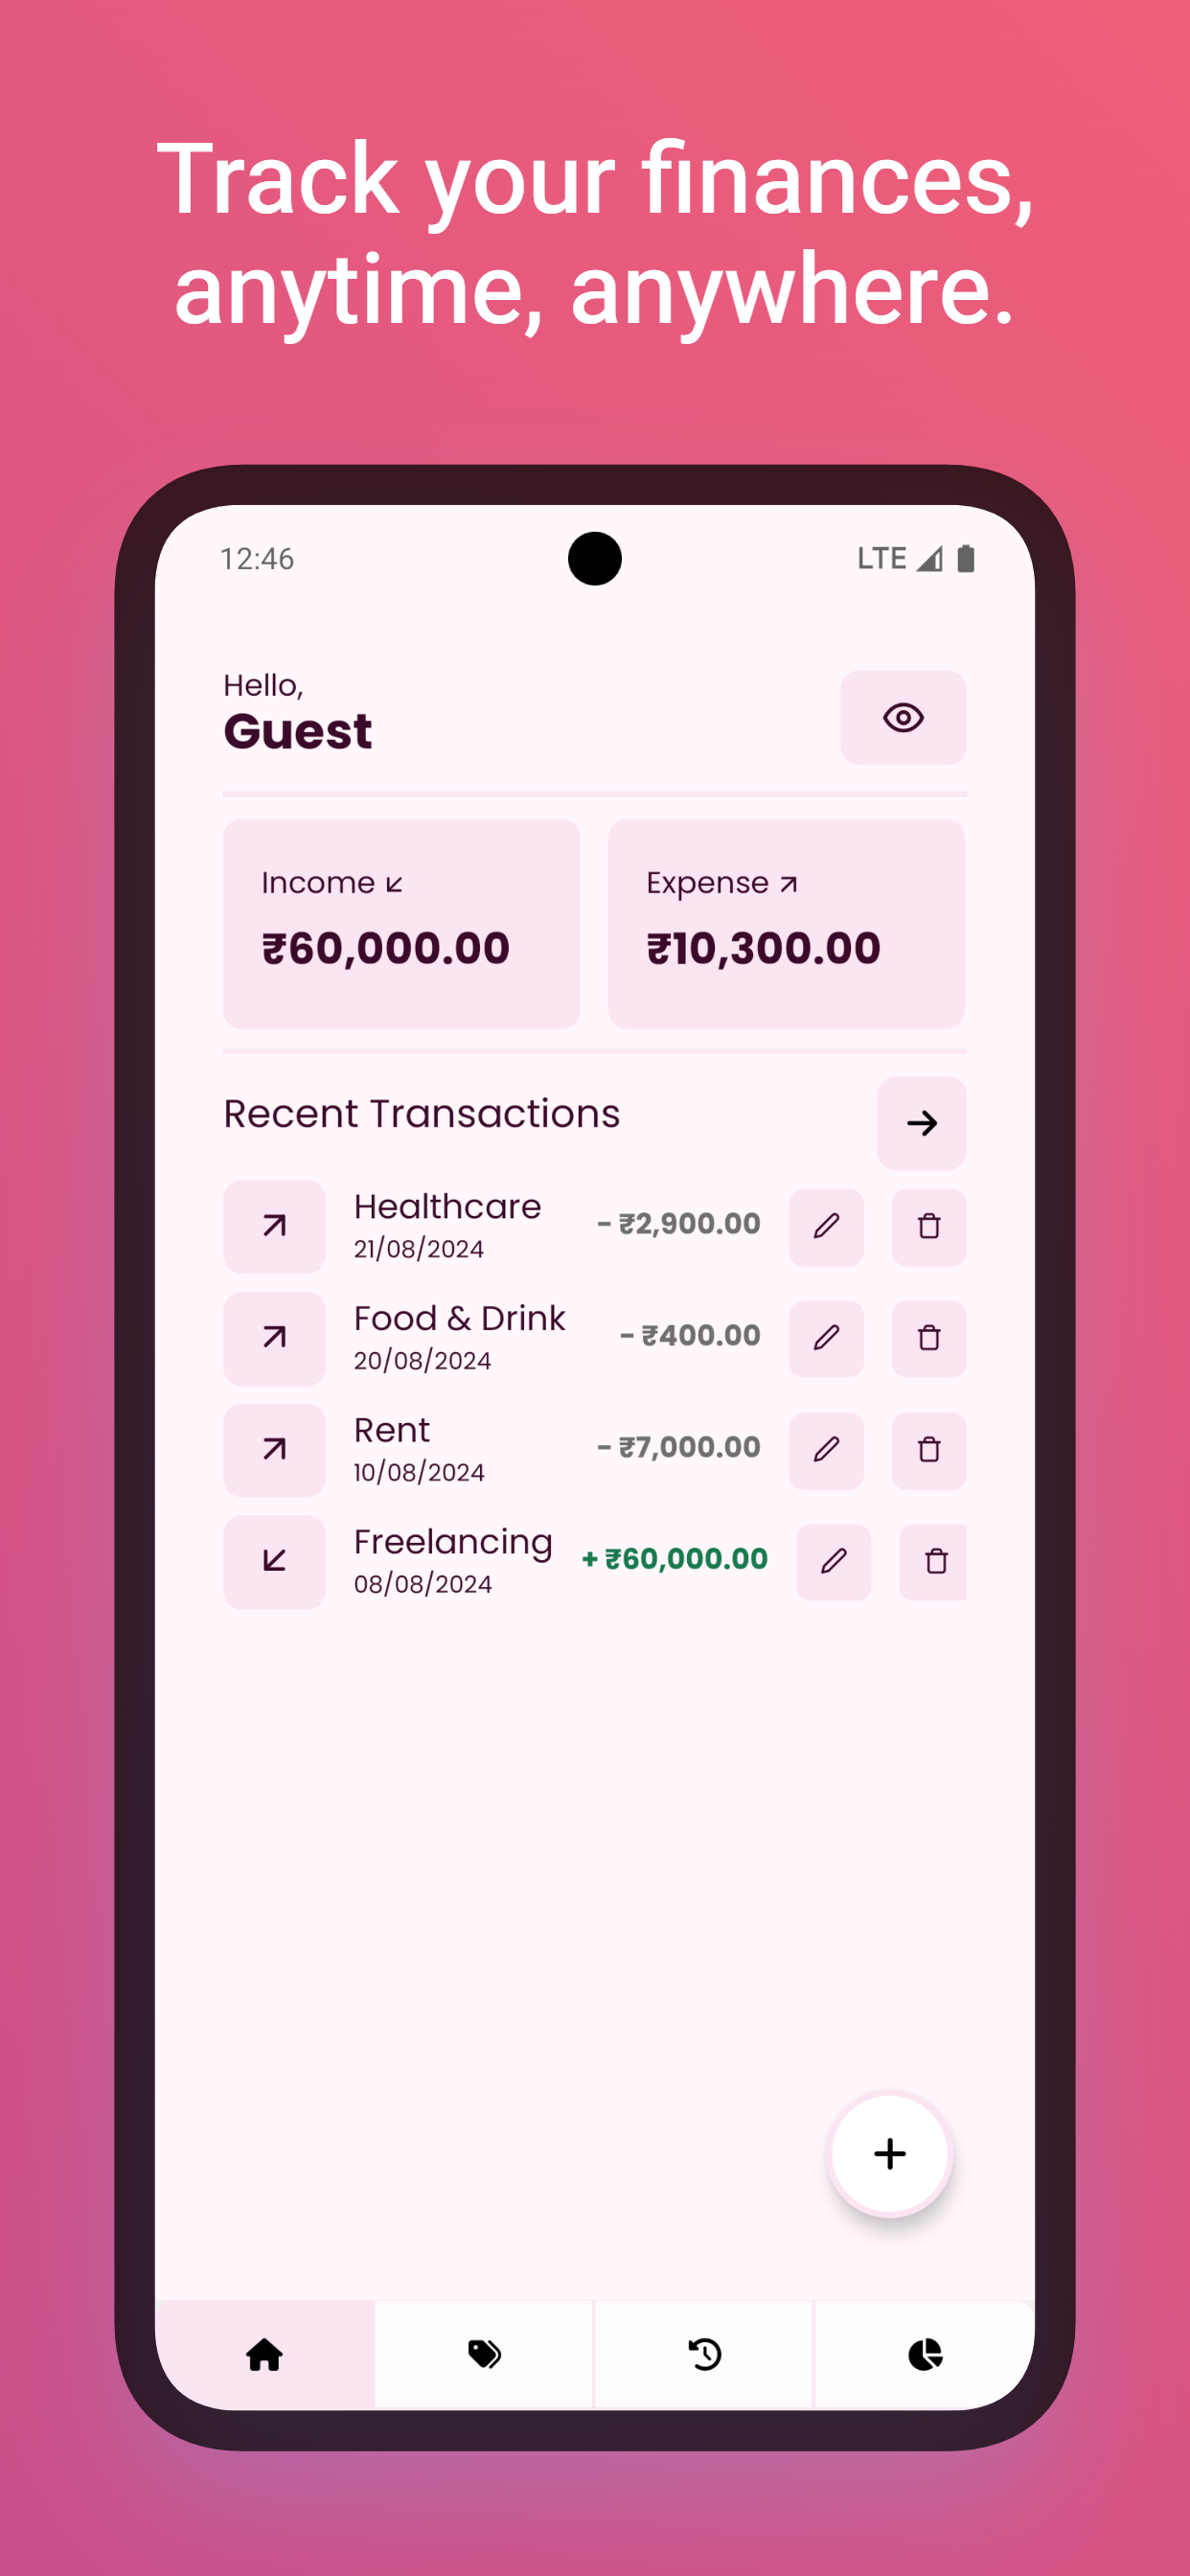 Track your finances,
anytime, anywhere.
12:46
LTE
Hello,
Guest
Income
₹60,000.00
Expense
₹10,300.00
Recent Transactions
Healthcare
21/08/2024
- ₹2,900.00
Food & Drink
20/08/2024
- ₹400.00
Rent
10/08/2024
- ₹7,000.00
Freelancing
08/08/2024
+ ₹60,000.00